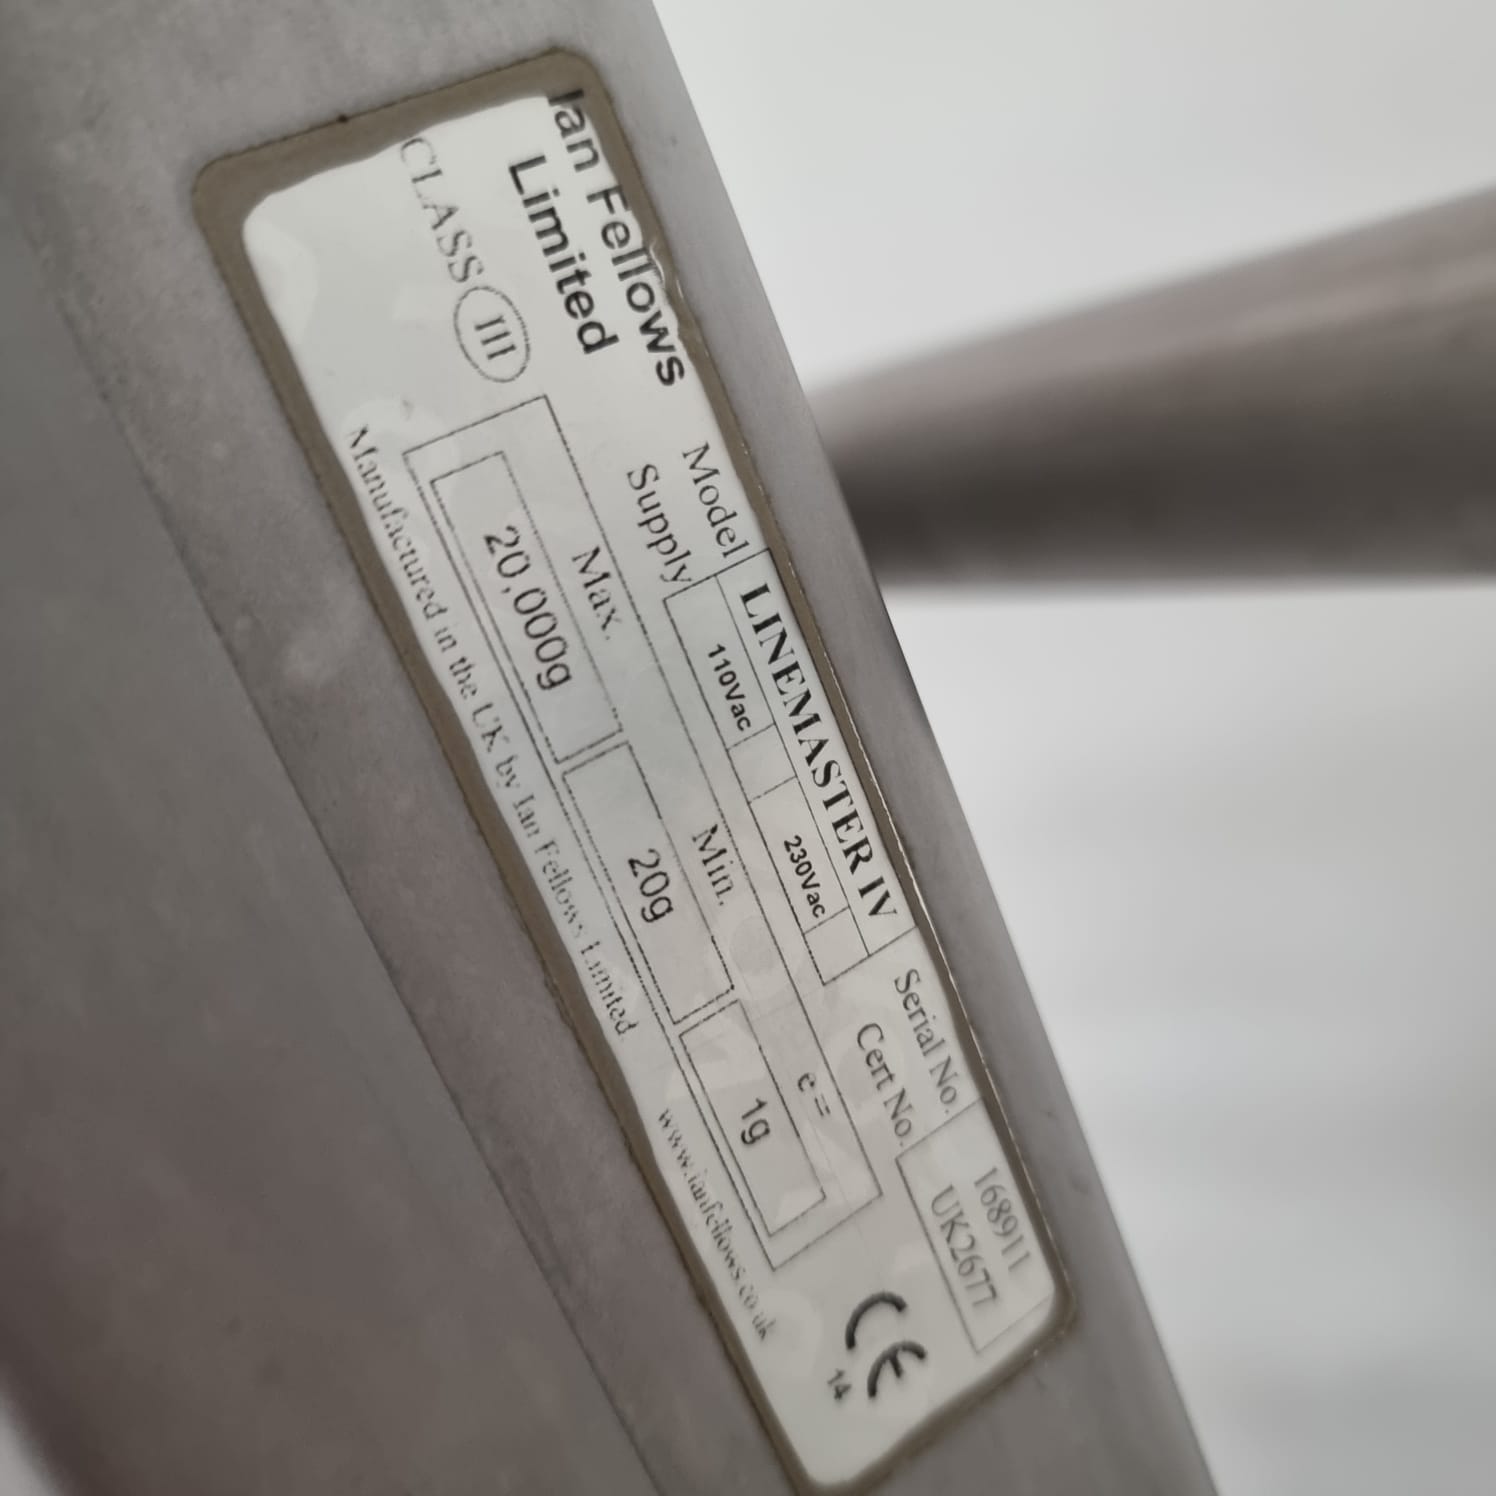 Ian Fellows
Limited
CLASS III
Model LINEMASTER IV
Supply 110Vac 230Vac
Serial No. 168911
Cert No. UK2677
Max. Min. e =
20,000g 20g 1g
CE
14
Manufactured in the UK by Ian Fellows Limited. www.ianfellows.co.uk